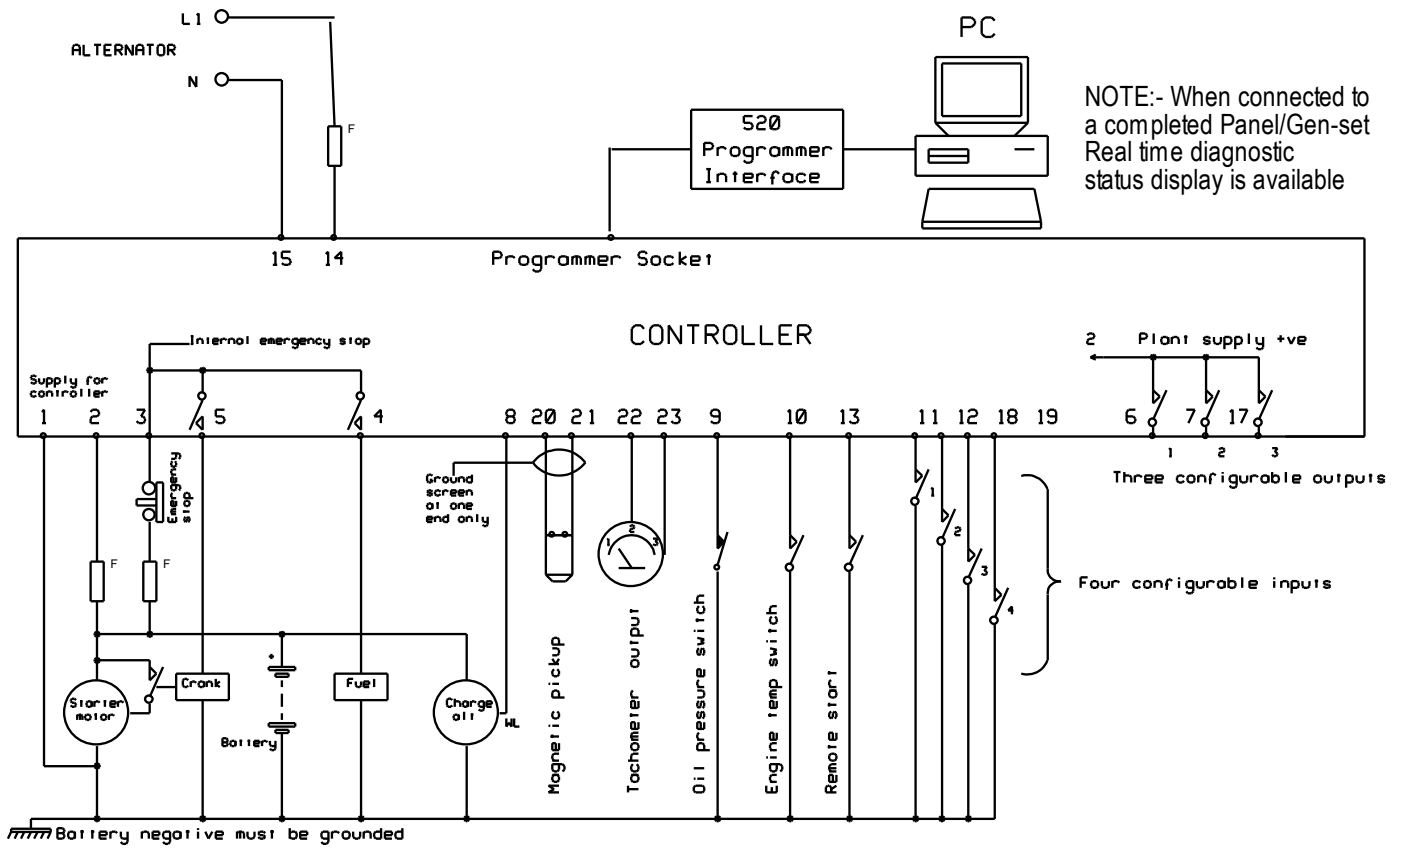 PC
L1
ALTERNATOR
N
F
520
Programmer
Interface
NOTE:- When connected to
a completed Panel/Gen-set
Real time diagnostic
status display is available
15 14
Programmer Socket
CONTROLLER
Internal emergency stop
2 Plant supply +ve
Supply for
controller
1 2 3 5 4 8 20 21 22 23 9 10 13 11 12 18 19 6 7 17
1 2 3
Three configurable outputs
Emergency
stop
Ground
screen
at one
end only
1
2
3
4
Four configurable inputs
1 2 3
F F
Magnetic pickup
Tachometer output
Oil pressure switch
Engine temp switch
Remote start
Starter
motor
Crank
+
Battery
Fuel
Charge
alt
WL
Battery negative must be grounded